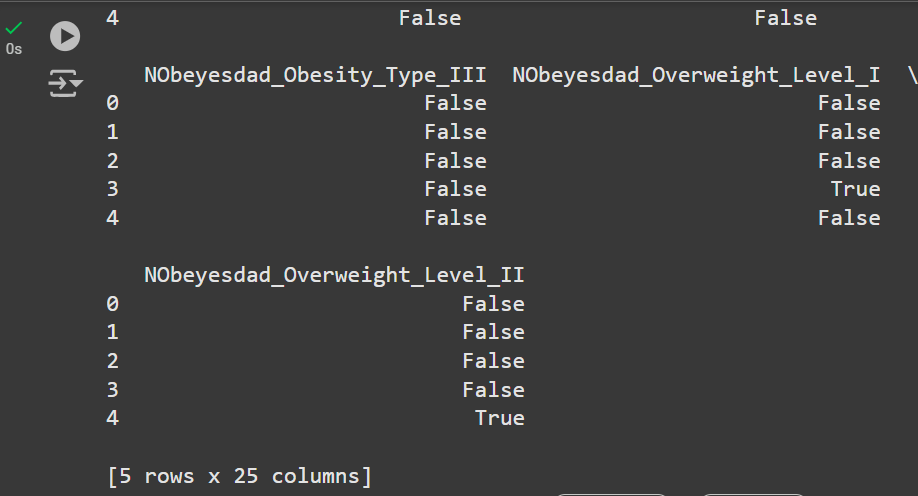 4 False False
0s
NObeyesdad_Obesity_Type_III NObeyesdad_Overweight_Level_I \
0 False False
1 False False
2 False False
3 False True
4 False False
NObeyesdad_Overweight_Level_II
0 False
1 False
2 False
3 False
4 True
[5 rows x 25 columns]